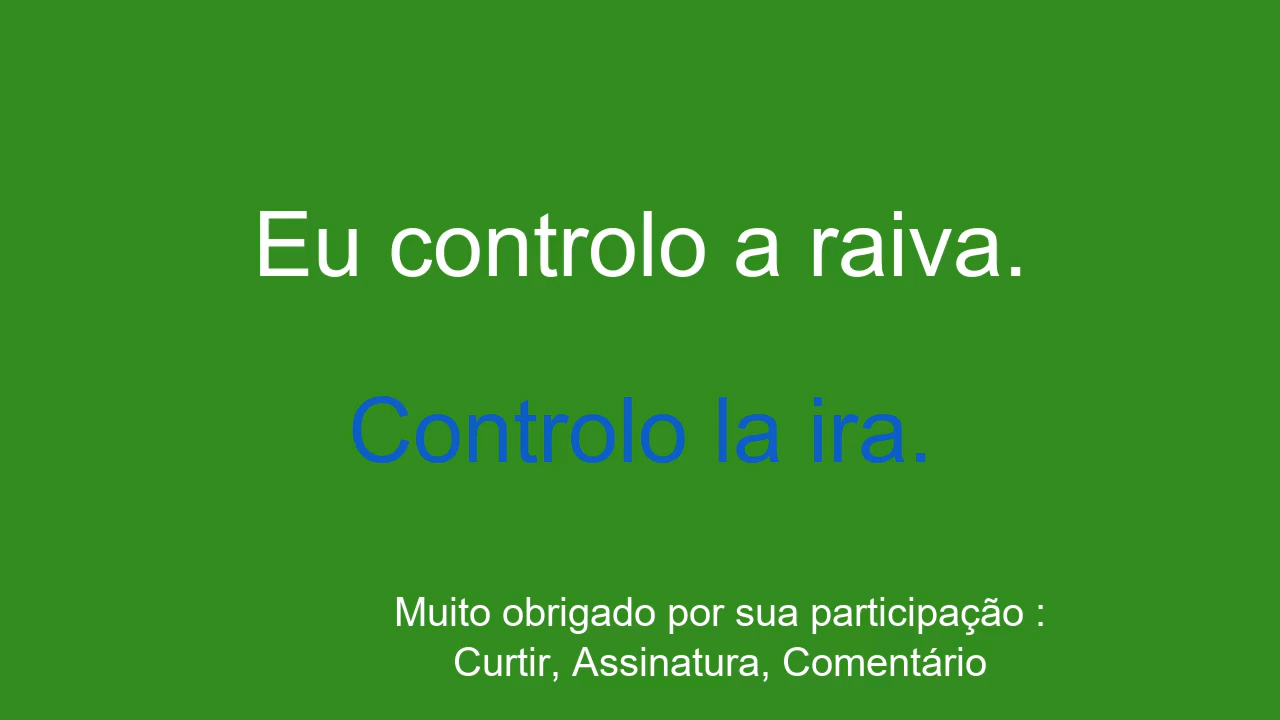 Eu controlo a raiva.
Controlo la ira.
Muito obrigado por sua participação :
Curtir, Assinatura, Comentário